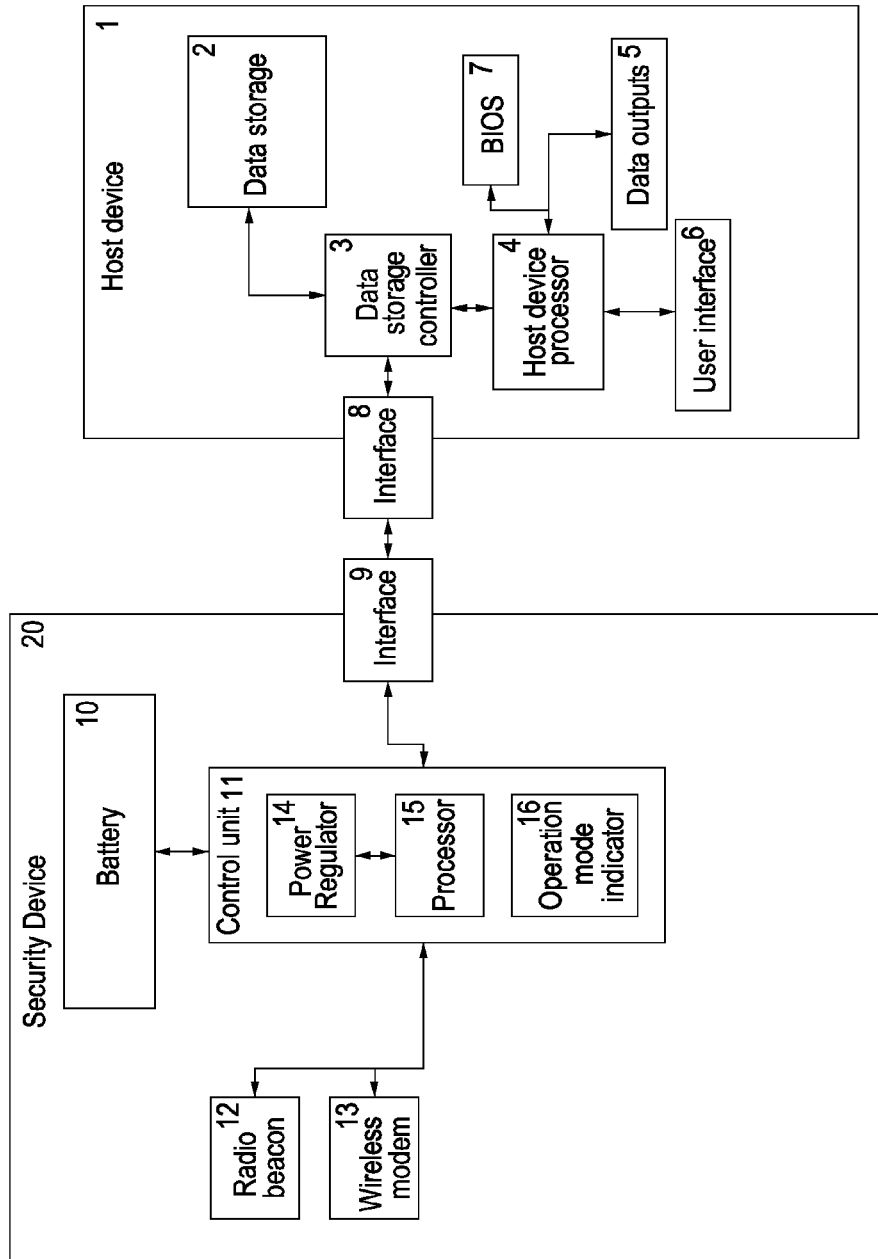 Security Device
20
Battery
10
Control unit 11
14
Power
Regulator
15
Processor
16
Operation
mode
indicator
12
Radio
beacon
13
Wireless
modem
9
Interface
8
Interface
Host device
1
Data storage
2
3
Data
storage
controller
4
Host device
processor
BIOS
7
Data outputs
5
User interface
6